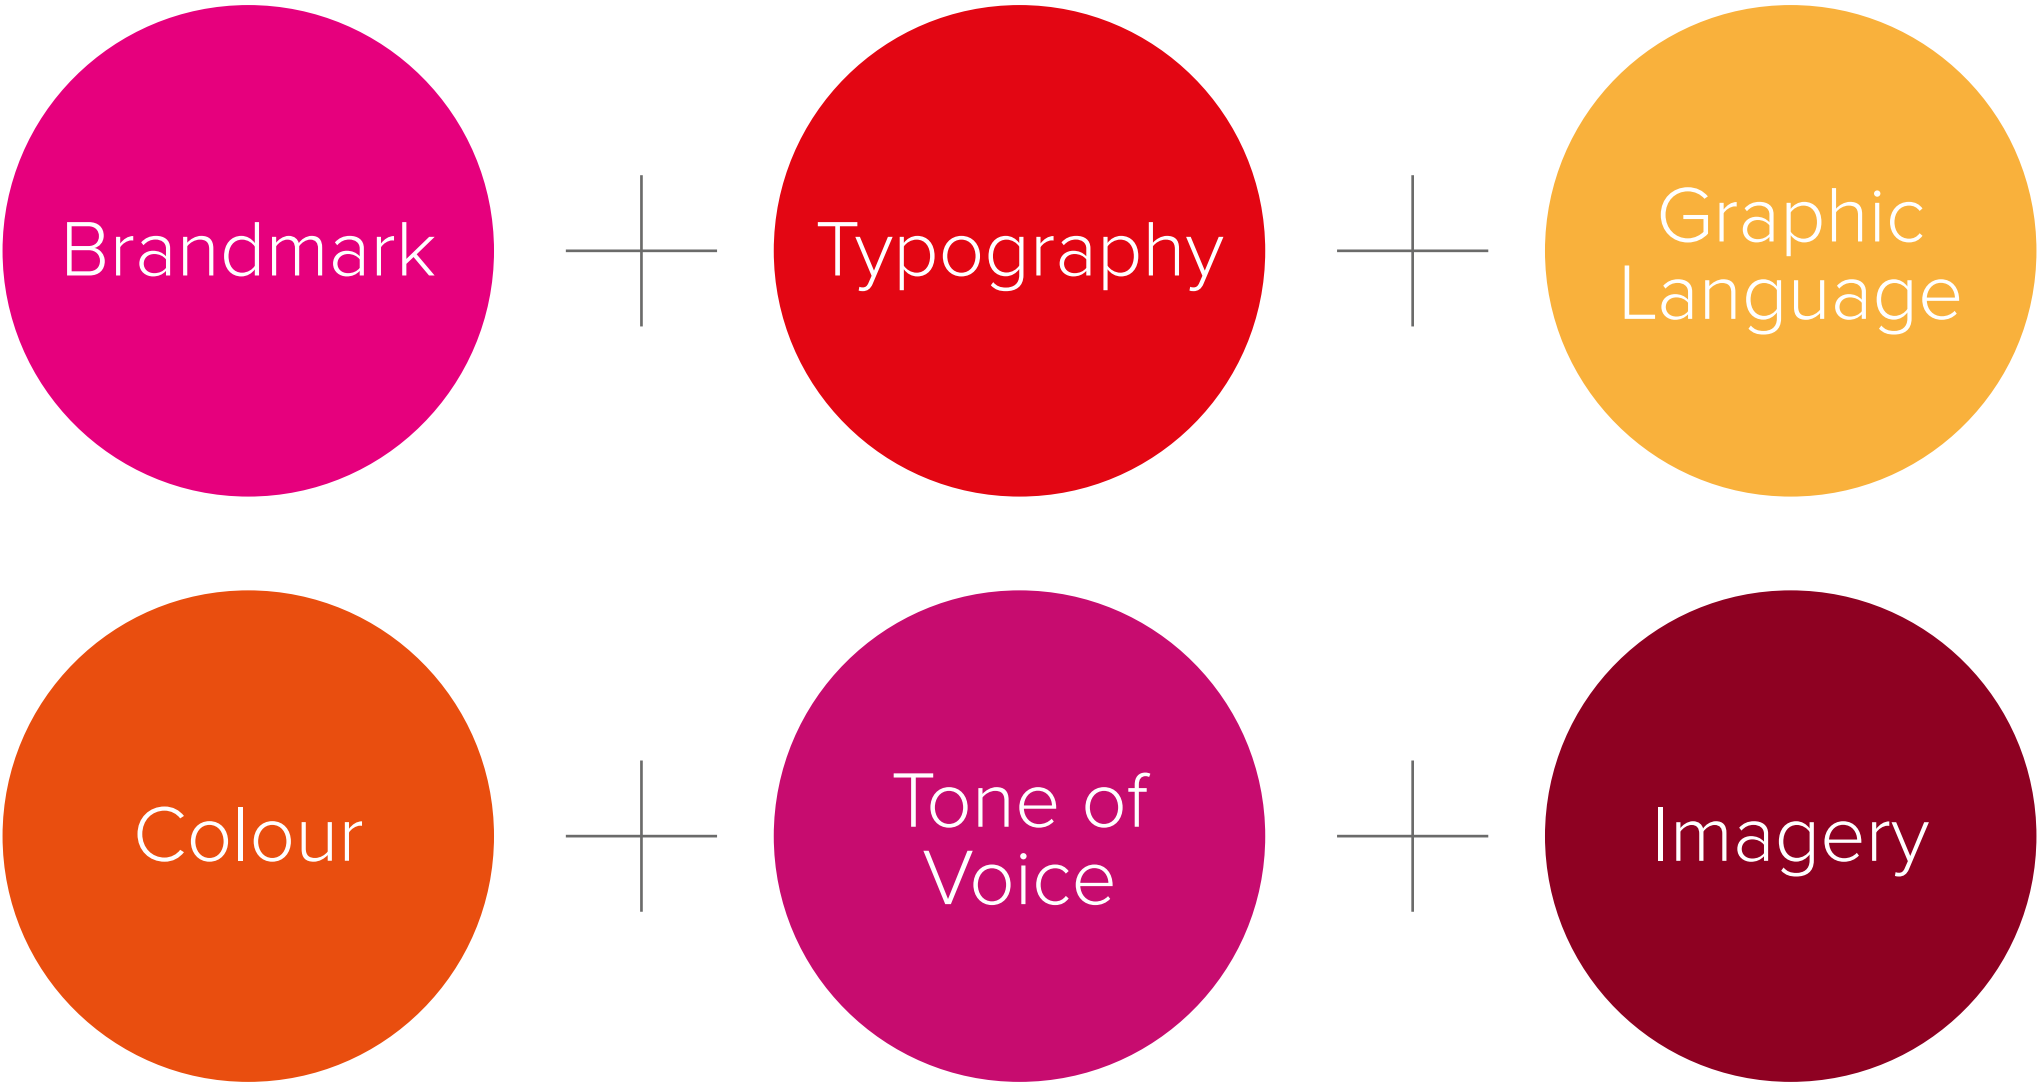 Brandmark
Typography
Graphic
Language
Colour
Tone of
Voice
Imagery